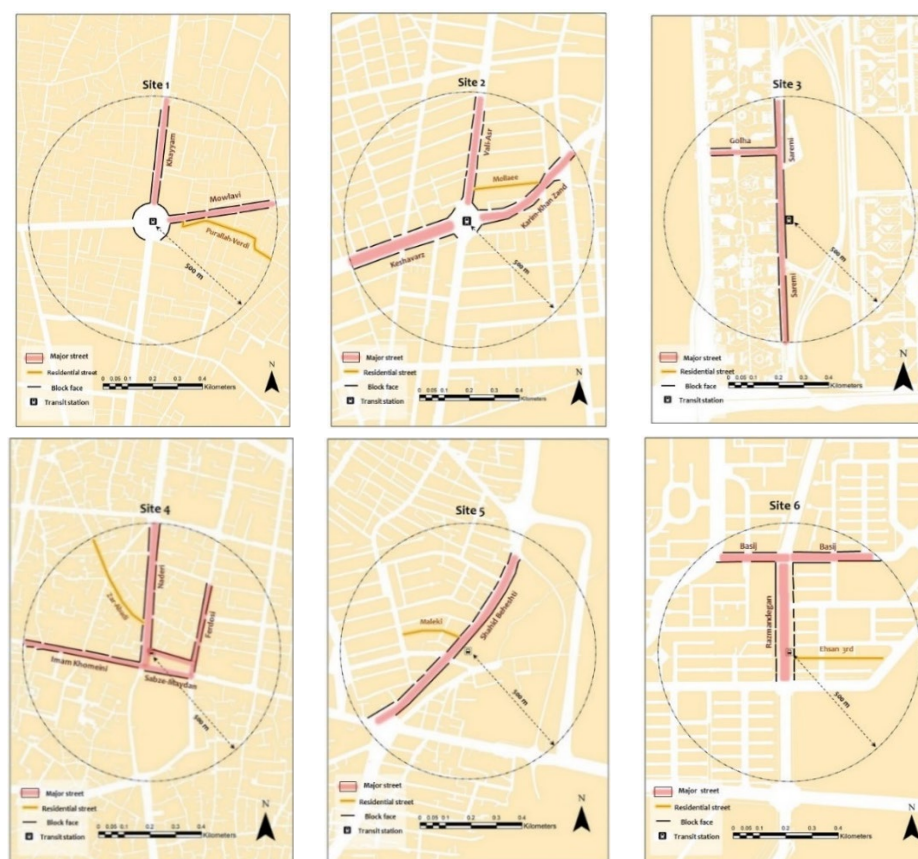 Site 1
Khayyam
Mowlavi
500 m
Major street
Residential street
Block face
Transit station
0 0.05 0.1 0.2 0.3 0.4
Kilometers
N
Site 2
Vali Asr
Mollaee
Karim-Khan Zand
Keshavarz
500 m
Major street
Residential street
Block face
Transit station
0 0.05 0.1 0.2 0.3 0.4
Kilometers
N
Site 3
Golha
Saremi
Saremi
500 m
Major street
Residential street
Block face
Transit station
0 0.05 0.1 0.2 0.3 0.4
Kilometers
N
Site 4
Naderi
Ferdosi
Imam Khomeini
Sabze-Maydan
500 m
Major street
Residential street
Block face
Transit station
0 0.05 0.1 0.2 0.3 0.4
Kilometers
N
Site 5
Maleki
Shahid Beheshti
500 m
Major street
Residential street
Block face
Transit station
0 0.05 0.1 0.2 0.3 0.4
Kilometers
N
Site 6
Basij
Basij
Razmandegan
Ehsan 3rd
500 m
Major street
Residential street
Block face
Transit station
0 0.05 0.1 0.2 0.3 0.4
Kilometers
N